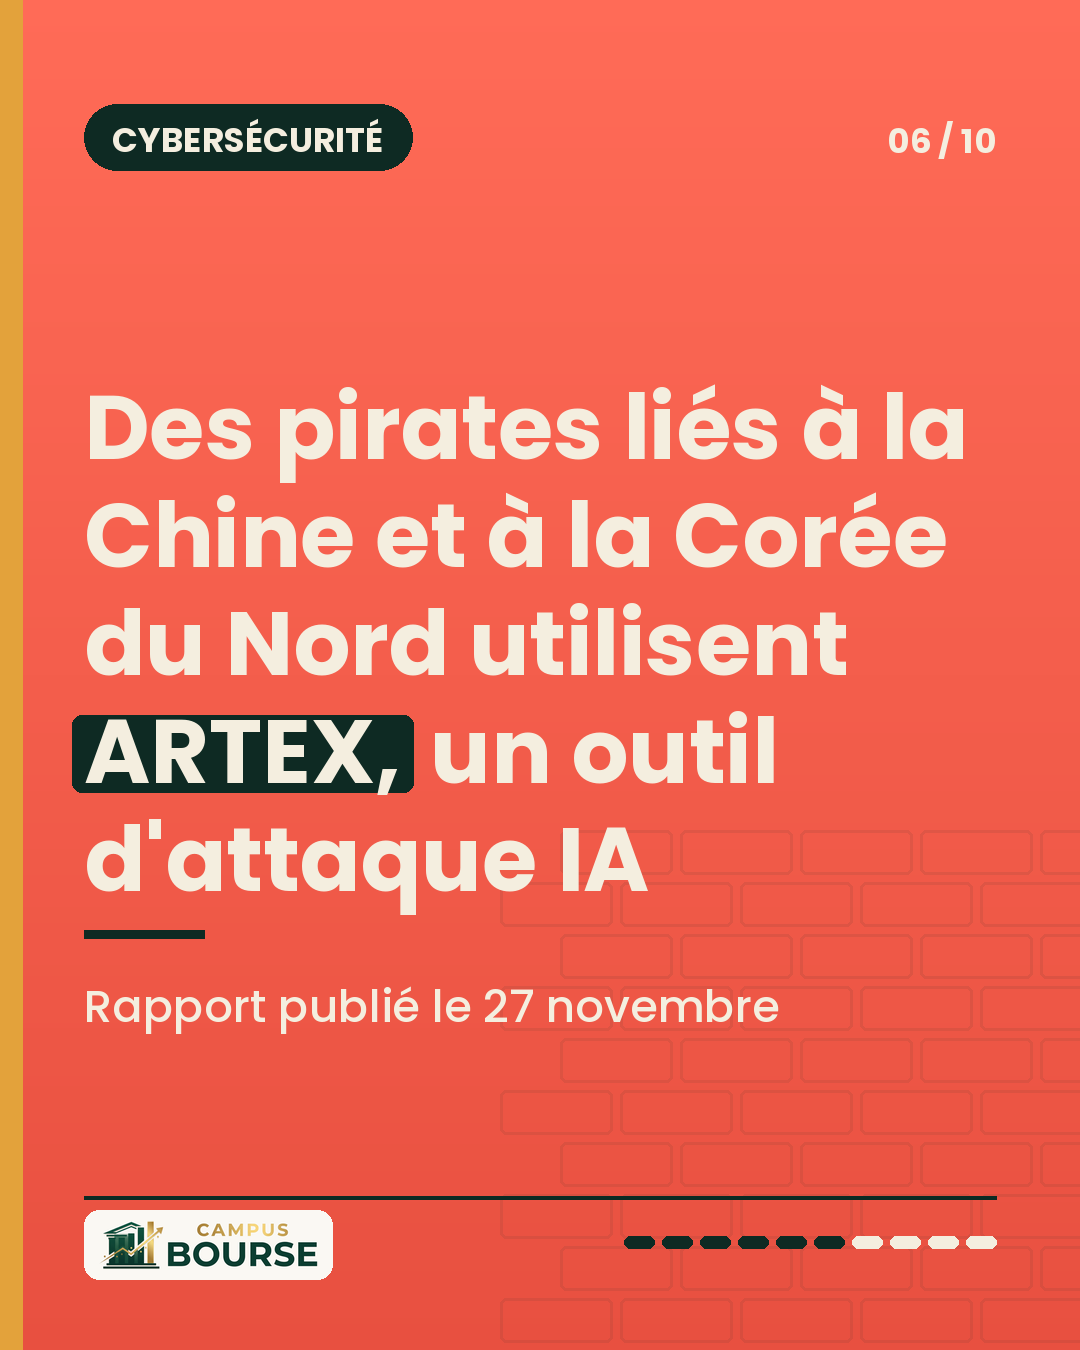 CYBERSÉCURITÉ
06 / 10
Des pirates liés à la
Chine et à la Corée
du Nord utilisent
ARTEX, un outil
d'attaque IA
Rapport publié le 27 novembre
CAMPUS
BOURSE